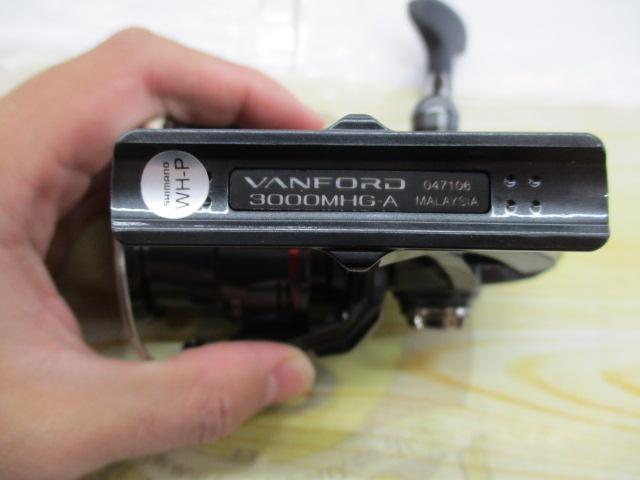 SHIMANO
WH-P
VANFORD 047106
3000MHG-A MALAYSIA